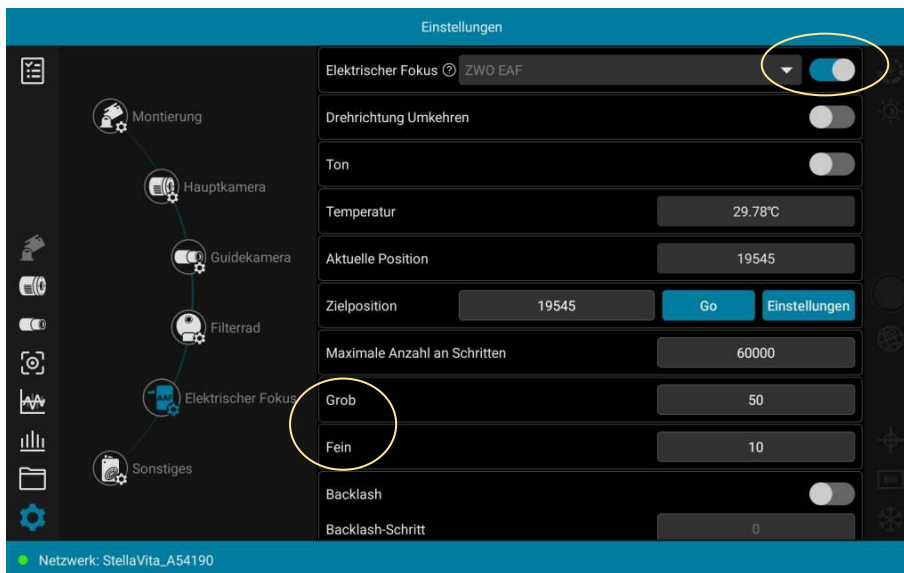 Einstellungen
Elektrischer Fokus ? ZWO EAF
Montierung
Drehrichtung Umkehren
Ton
Hauptkamera
Temperatur 29.78°C
Guidekamera
Aktuelle Position 19545
Zielposition 19545 Go Einstellungen
Filterrad
Maximale Anzahl an Schritten 60000
AAF
Elektrischer Fokus
Grob 50
Fein 10
Sonstiges
Backlash
Backlash-Schritt 0
Netzwerk: StellaVita_A54190